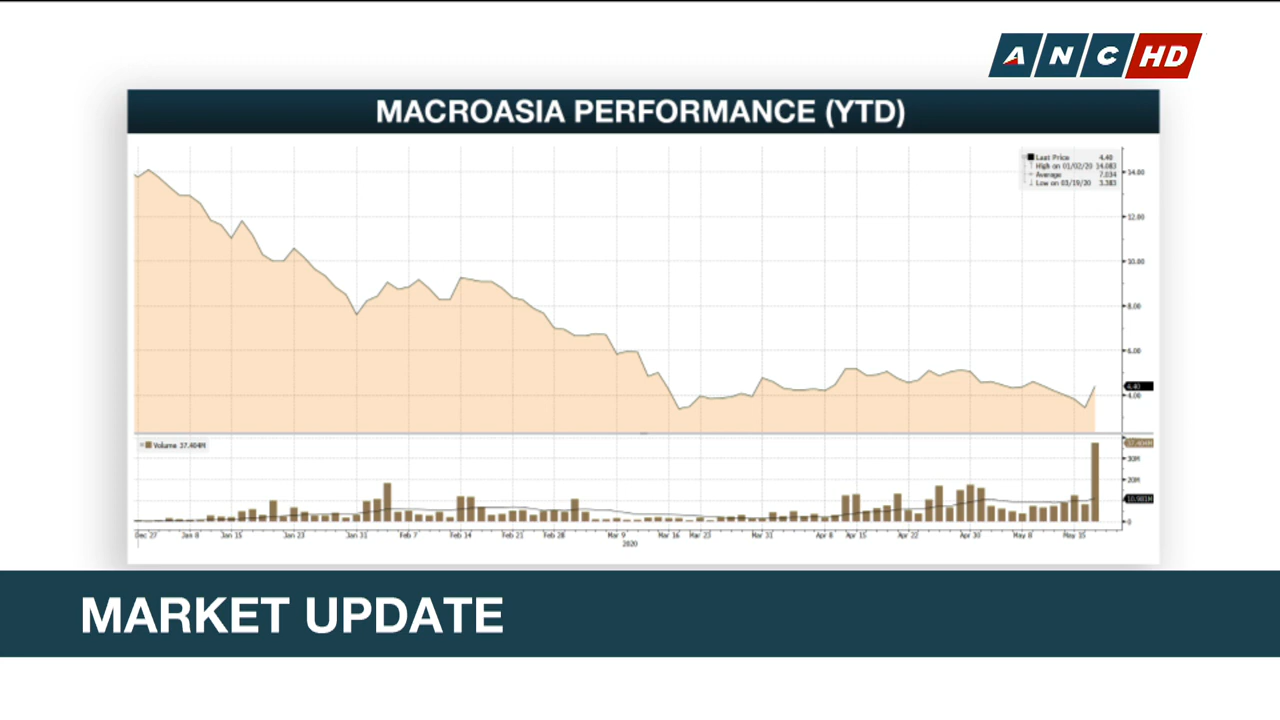 ANC HD
MACROASIA PERFORMANCE (YTD)
Last Price 4.40
High on 01/02/20 14.083
Average 7.034
Low on 03/19/20 3.383
14.00
12.00
10.00
8.00
6.00
4.40
4.00
Volume 37.404M
37.404M
30M
20M
10.981M
0
Dec 27 Jan 8 Jan 15 Jan 23 Jan 31 Feb 7 Feb 14 Feb 21 Feb 28 Mar 9 Mar 16 Mar 23 Mar 31 Apr 8 Apr 15 Apr 22 Apr 30 May 8 May 15
2020
MARKET UPDATE